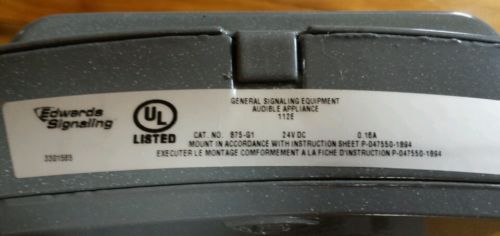 Edwards
Signaling
UL
LISTED
GENERAL SIGNALING EQUIPMENT
AUDIBLE APPLIANCE
112E
CAT. NO. 875-G1 24V DC 0.16A
MOUNT IN ACCORDANCE WITH INSTRUCTION SHEET P-047550-1894
EXECUTER LE MONTAGE COMFORMEMENT A LA FICHE D'INSTRUCTION P-047550-1894
3301585